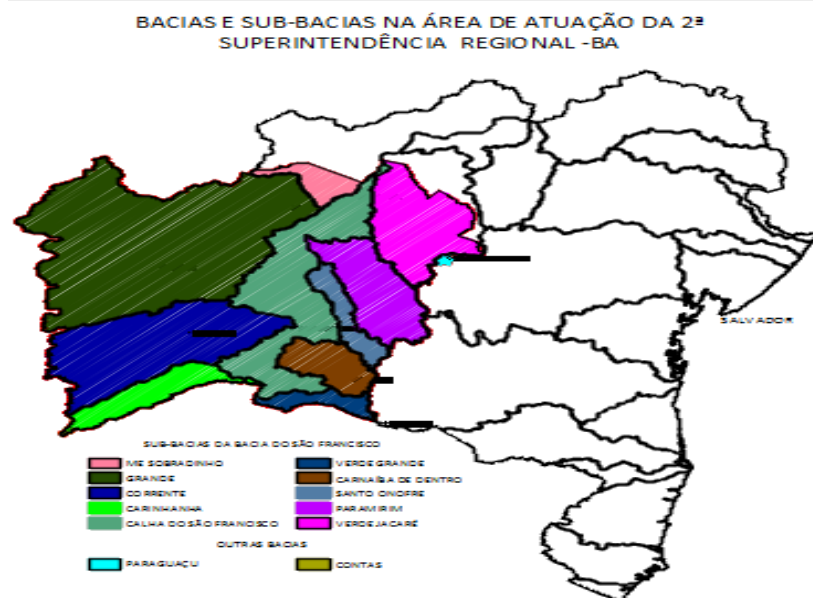 BACIAS E SUB-BACIAS NA ÁREA DE ATUAÇÃO DA 2ª
SUPERINTENDÊNCIA REGIONAL -BA
SALVADOR
SUB-BACIAS DA BACIA DO SÃO FRANCISCO
ME SOBRADINHO
VERDE GRANDE
GRANDE
CARNAÍBA DE DENTRO
CORRENTE
SANTO ONOFRE
CARINHANHA
PARAMIRIM
CALHA DO SÃO FRANCISCO
VERDE JACARÉ
OUTRAS BACIAS
PARAGUAÇU
CONTAS